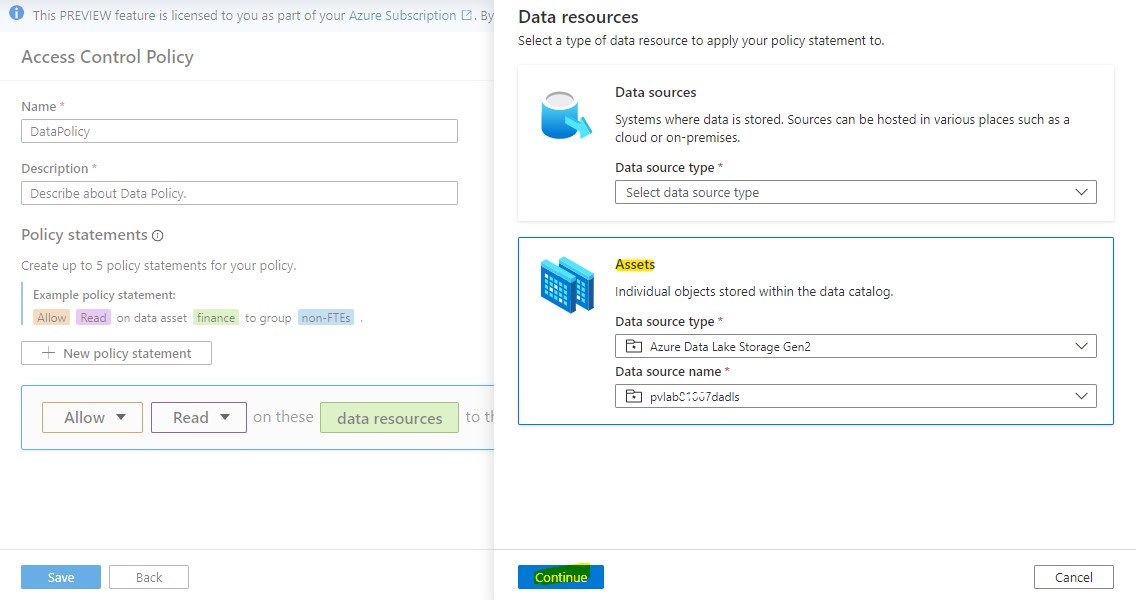 This PREVIEW feature is licensed to you as part of your Azure Subscription. By
Access Control Policy
Name *
DataPolicy
Description *
Describe about Data Policy.
Policy statements
Create up to 5 policy statements for your policy.
Example policy statement:
Allow Read on data asset finance to group non-FTEs .
New policy statement
Allow Read on these data resources to th
Save Back
Data resources
Select a type of data resource to apply your policy statement to.
Data sources
Systems where data is stored. Sources can be hosted in various places such as a
cloud or on-premises.
Data source type *
Select data source type
Assets
Individual objects stored within the data catalog.
Data source type *
Azure Data Lake Storage Gen2
Data source name *
Continue Cancel